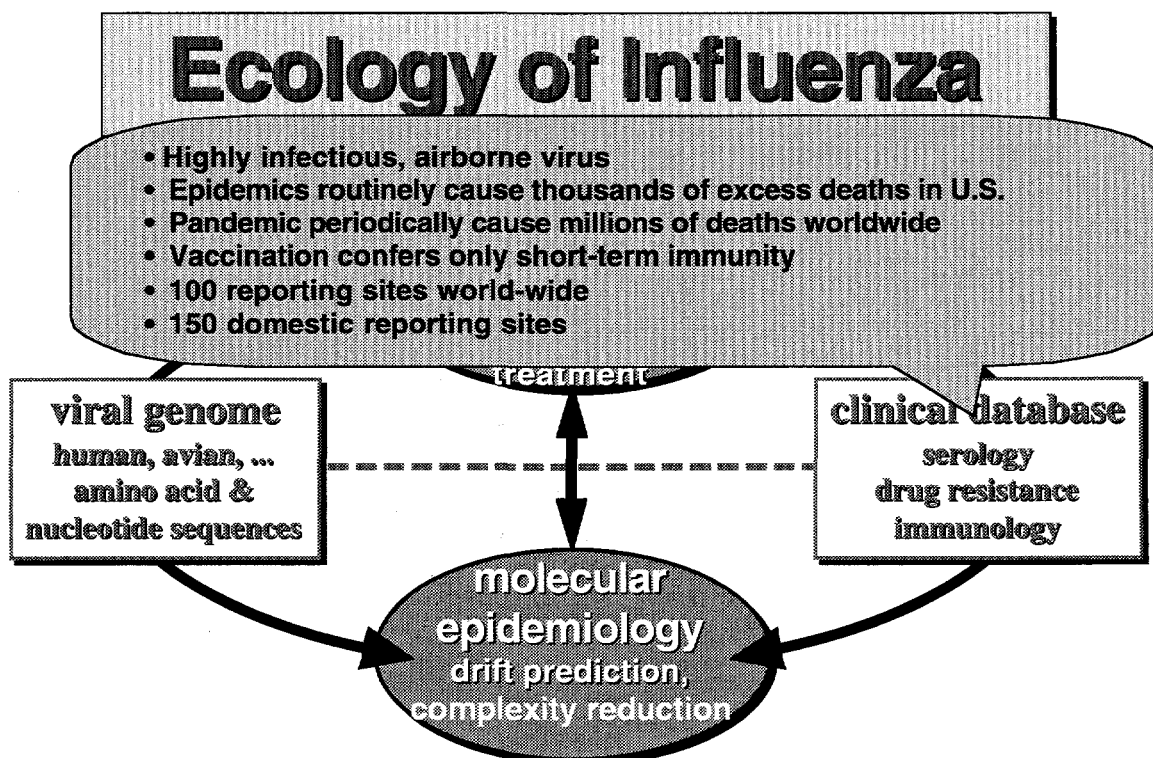 Ecology of Influenza
• Highly infectious, airborne virus
• Epidemics routinely cause thousands of excess deaths in U.S.
• Pandemic periodically cause millions of deaths worldwide
• Vaccination confers only short-term immunity
• 100 reporting sites world-wide
• 150 domestic reporting sites
treatment
viral genome
human, avian, ...
amino acid &
nucleotide sequences
clinical database
serology
drug resistance
immunology
molecular
epidemiology
drift prediction,
complexity reduction